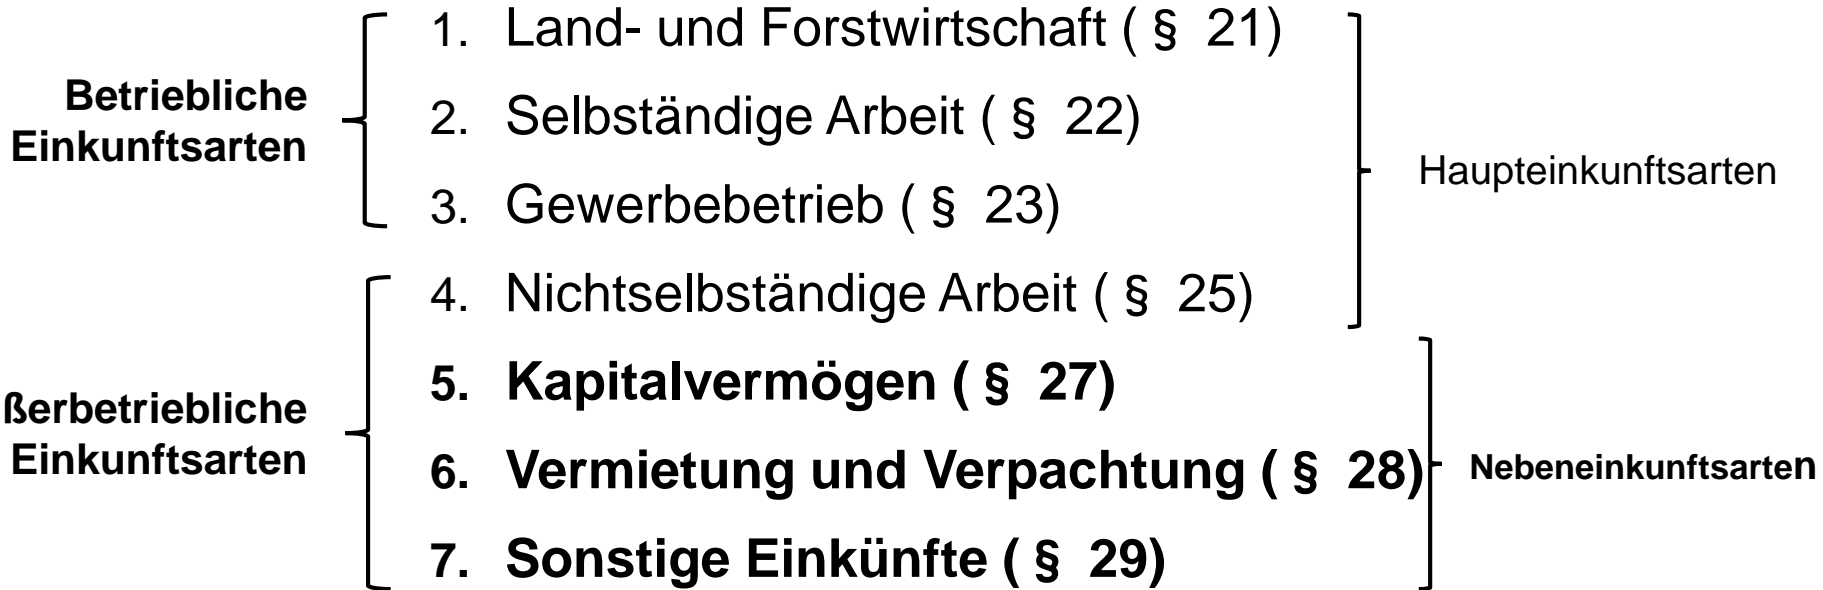 Betriebliche
Einkunftsarten
1. Land- und Forstwirtschaft ( § 21)
2. Selbständige Arbeit ( § 22)
3. Gewerbebetrieb ( § 23)
4. Nichtselbständige Arbeit ( § 25)
Haupteinkunftsarten
ßerbetriebliche
Einkunftsarten
5. Kapitalvermögen ( § 27)
6. Vermietung und Verpachtung ( § 28)
7. Sonstige Einkünfte ( § 29)
Nebeneinkunftsarten